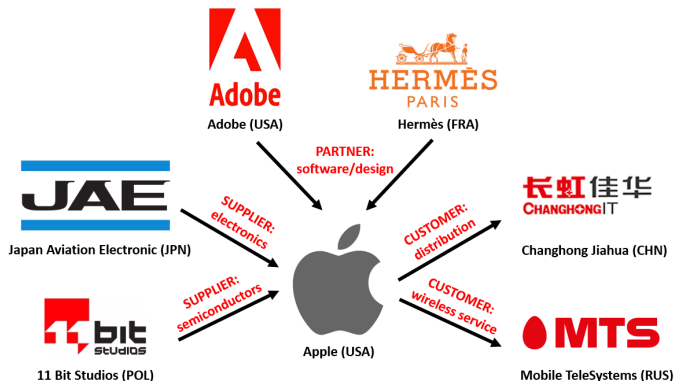 Adobe
Adobe (USA)
HERMÈS
PARIS
Hermès (FRA)
PARTNER:
software/design
JAE
Japan Aviation Electronic (JPN)
SUPPLIER:
electronics
CUSTOMER:
distribution
长虹佳华
CHANGHONGIT
Changhong Jiahua (CHN)
11 bit
STUDIOS
11 Bit Studios (POL)
SUPPLIER:
semiconductors
Apple (USA)
CUSTOMER:
wireless service
MTS
Mobile TeleSystems (RUS)